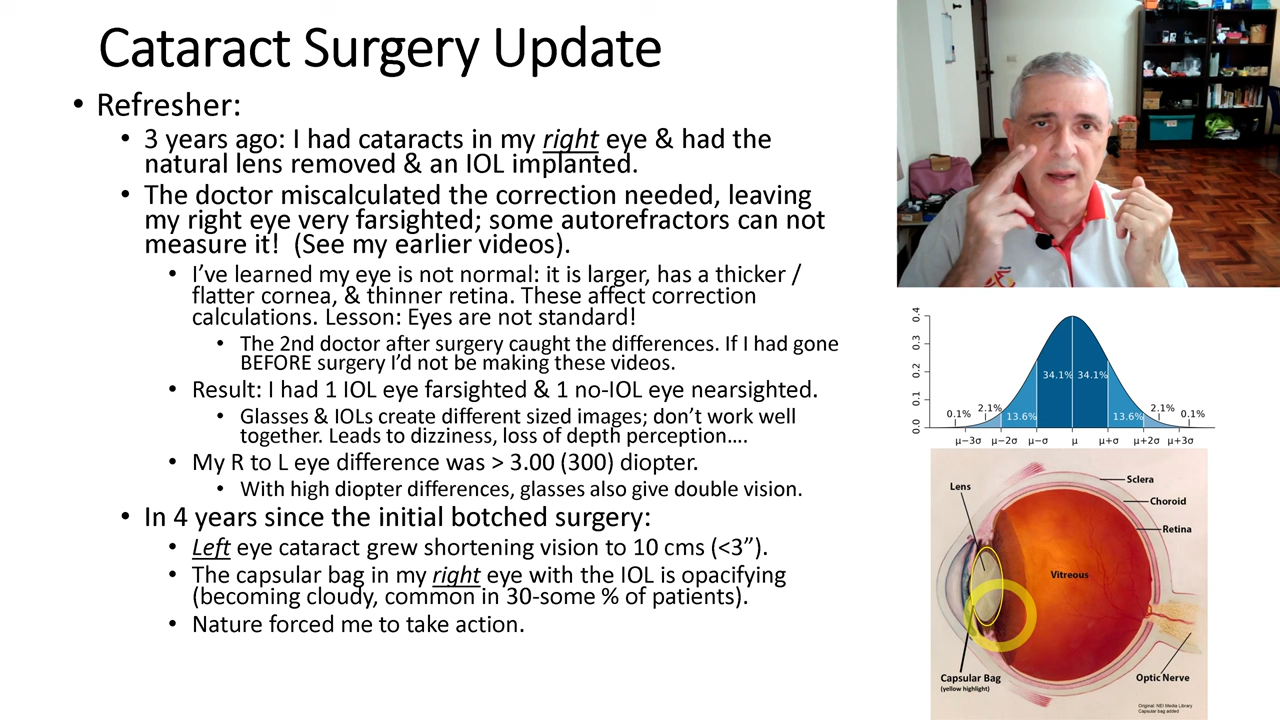 Cataract Surgery Update
• Refresher:
• 3 years ago: I had cataracts in my right eye & had the
natural lens removed & an IOL implanted.
• The doctor miscalculated the correction needed, leaving
my right eye very farsighted; some autorefractors can not
measure it!  (See my earlier videos).
• I've learned my eye is not normal: it is larger, has a thicker /
flatter cornea, & thinner retina. These affect correction
calculations. Lesson: Eyes are not standard!
• The 2nd doctor after surgery caught the differences. If I had gone
BEFORE surgery I'd not be making these videos.
• Result: I had 1 IOL eye farsighted & 1 no-IOL eye nearsighted.
• Glasses & IOLs create different sized images; don't work well
together. Leads to dizziness, loss of depth perception….
• My R to L eye difference was > 3.00 (300) diopter.
• With high diopter differences, glasses also give double vision.
• In 4 years since the initial botched surgery:
• Left eye cataract grew shortening vision to 10 cms (<3”).
• The capsular bag in my right eye with the IOL is opacifying
(becoming cloudy, common in 30-some % of patients).
• Nature forced me to take action.
0.4
0.3
0.2
0.1
0.0
34.1% 34.1%
0.1% 2.1% 13.6% 13.6% 2.1% 0.1%
μ−3σ μ−2σ μ−σ μ μ+σ μ+2σ μ+3σ
Lens
Sclera
Choroid
Retina
Vitreous
Capsular Bag
(yellow highlight)
Optic Nerve
Original: NEI Media Library
Capsular bag added